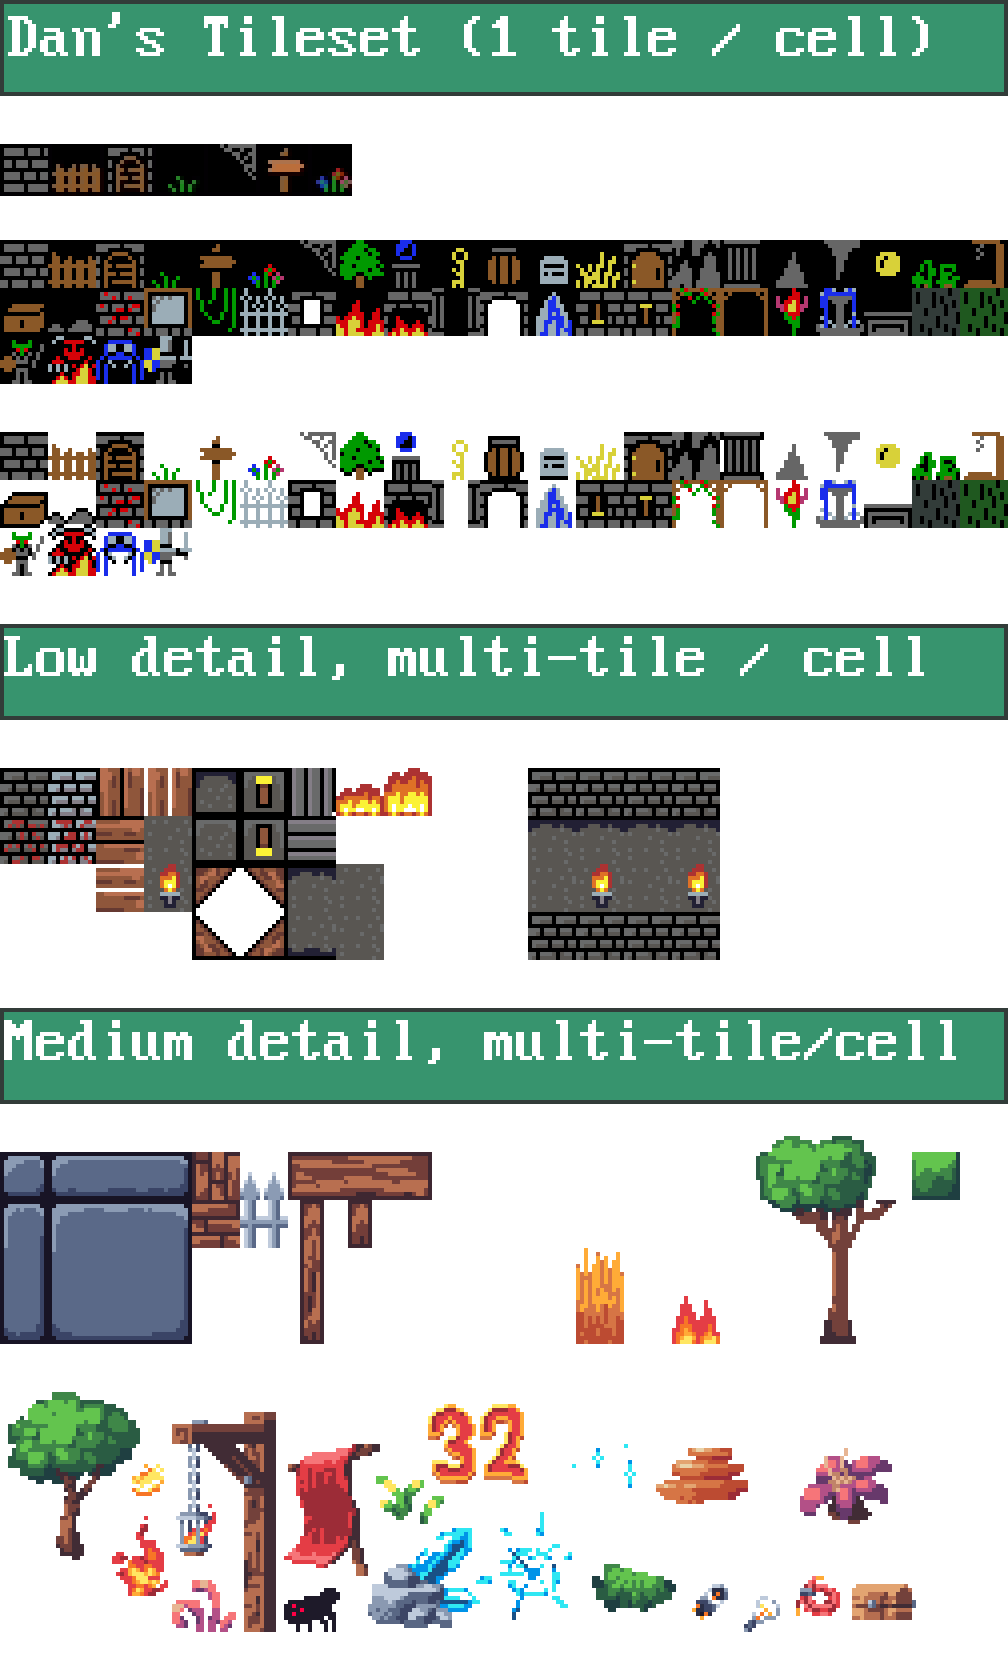 Dan's Tileset (1 tile / cell)
Low detail, multi-tile / cell
Medium detail, multi-tile/cell
32